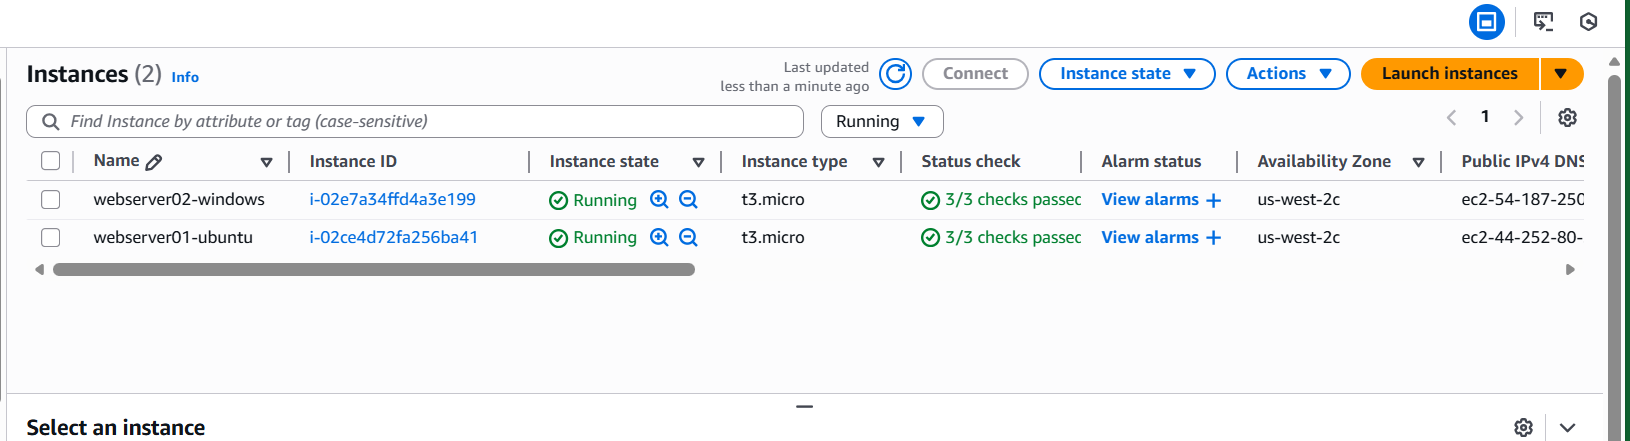 Instances (2) Info
Last updated
less than a minute ago
Connect
Instance state
Actions
Launch instances
Find Instance by attribute or tag (case-sensitive)
Running
1
Name Instance ID Instance state Instance type Status check Alarm status Availability Zone Public IPv4 DNS
webserver02-windows i-02e7a34ffd4a3e199 Running t3.micro 3/3 checks passec View alarms + us-west-2c ec2-54-187-250
webserver01-ubuntu i-02ce4d72fa256ba41 Running t3.micro 3/3 checks passec View alarms + us-west-2c ec2-44-252-80-
Select an instance